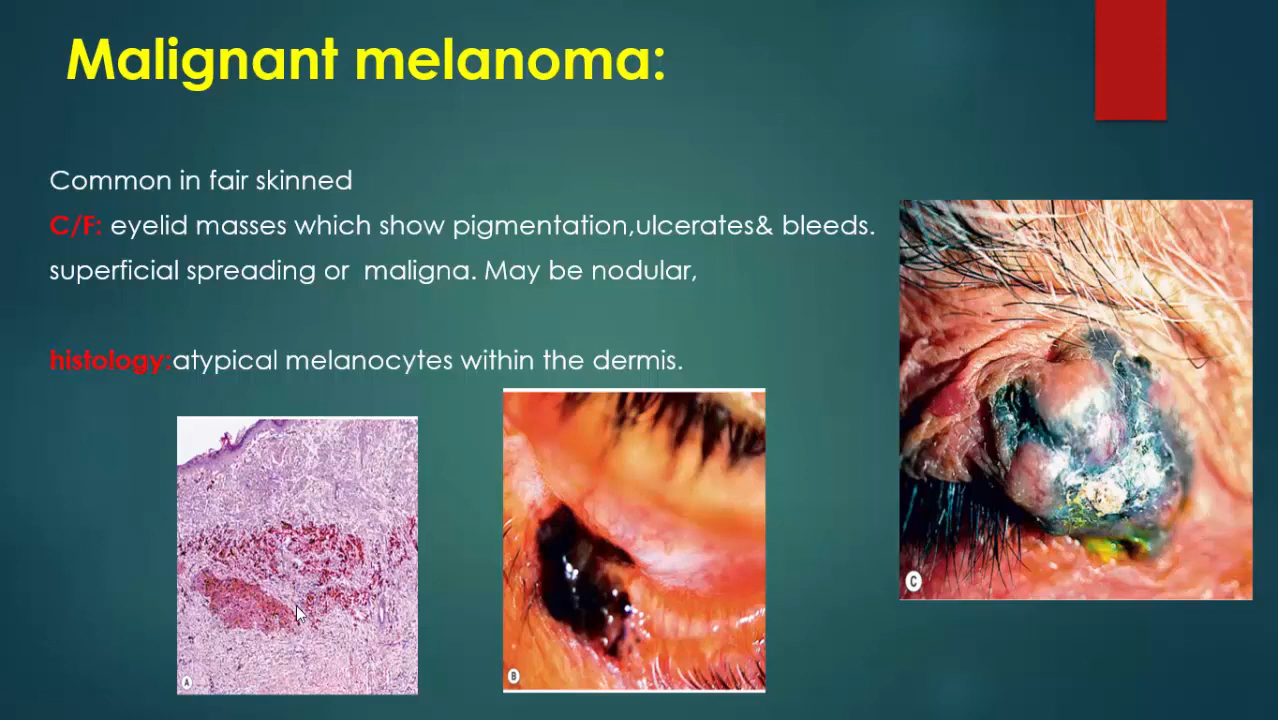 Malignant melanoma:
Common in fair skinned
C/F: eyelid masses which show pigmentation,ulcerates& bleeds.
superficial spreading or maligna. May be nodular,
histology:atypical melanocytes within the dermis.
A
B
C